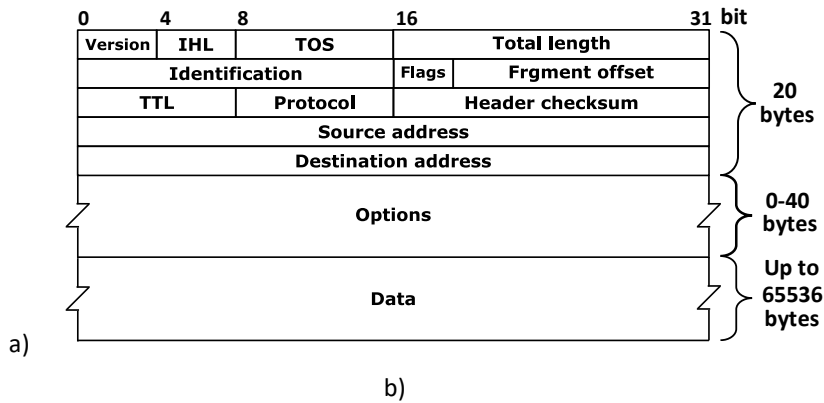 0 4 8 16 31 bit
Version IHL TOS Total length
Identification Flags Frgment offset
TTL Protocol Header checksum
20
bytes
Source address
Destination address
Options
0-40
bytes
Data
Up to
65536
bytes
a)
b)